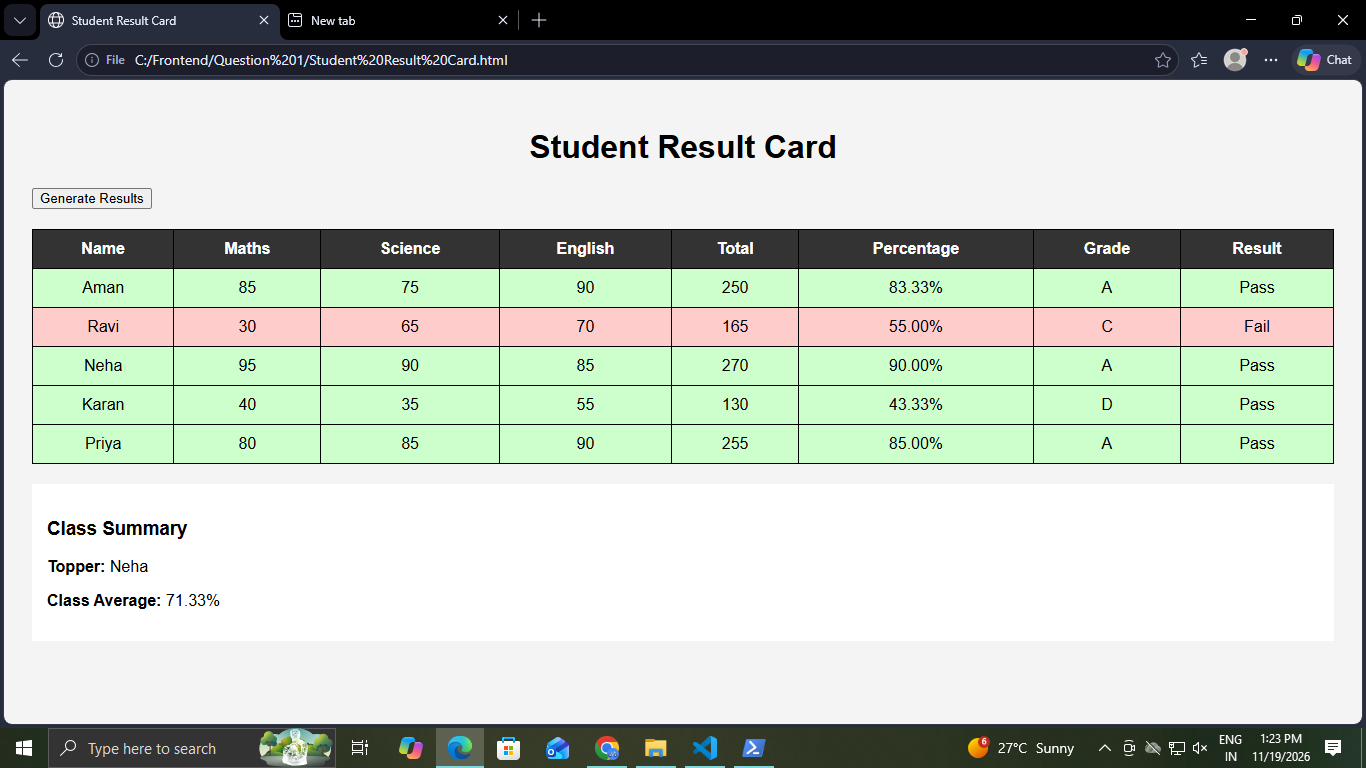 Student Result Card
New tab
File C:/Frontend/Question%201/Student%20Result%20Card.html
Chat
Student Result Card
Generate Results
Name Maths Science English Total Percentage Grade Result
Aman 85 75 90 250 83.33% A Pass
Ravi 30 65 70 165 55.00% C Fail
Neha 95 90 85 270 90.00% A Pass
Karan 40 35 55 130 43.33% D Pass
Priya 80 85 90 255 85.00% A Pass
Class Summary
Topper: Neha
Class Average: 71.33%
Type here to search
6
27°C Sunny
ENG
IN
1:23 PM
11/19/2026